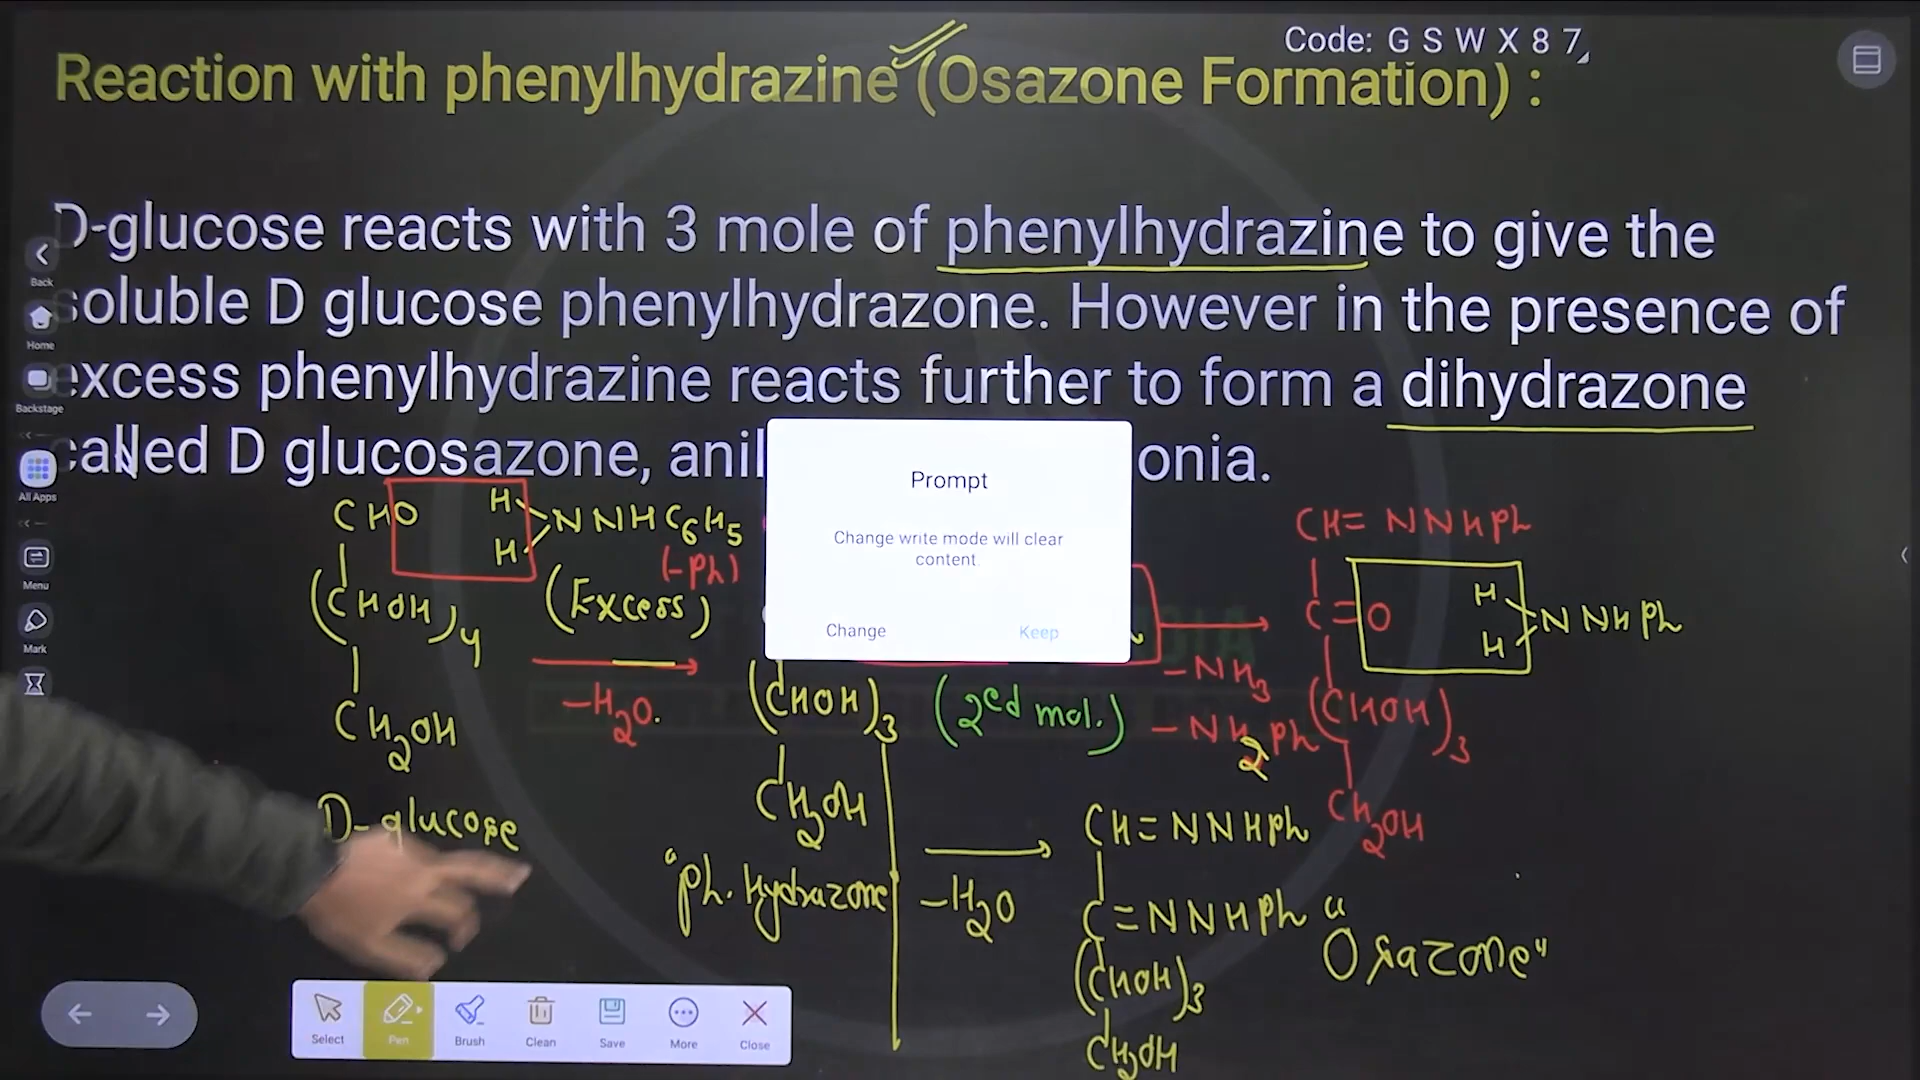 Code: G S W X 8 7
Reaction with phenylhydrazine (Osazone Formation) :
D-glucose reacts with 3 mole of phenylhydrazine to give the
soluble D glucose phenylhydrazone. However in the presence of
excess phenylhydrazine reacts further to form a dihydrazone
called D glucosazone, anil
onia.
Back
Home
Backstage
All Apps
Menu
Mark
Prompt
Change write mode will clear
content.
Change
Keep
CHO
(CHOH)4
CH2OH
D-glucose
H
H
NNHC6H5
(-Ph)
(Excess)
-H2O.
(CHOH)3
CH2OH
"Ph. Hydrazone
(2ed mol.)
-NH3
-NH2Ph
CH=NNHPh
C=O
H
H
NNHPh
(CHOH)3
CH2OH
-H2O
CH=NNHPh
C=NNHPh
(CHOH)3
CH2OH
"Osazone"
Select
Pen
Brush
Clean
Save
More
Close